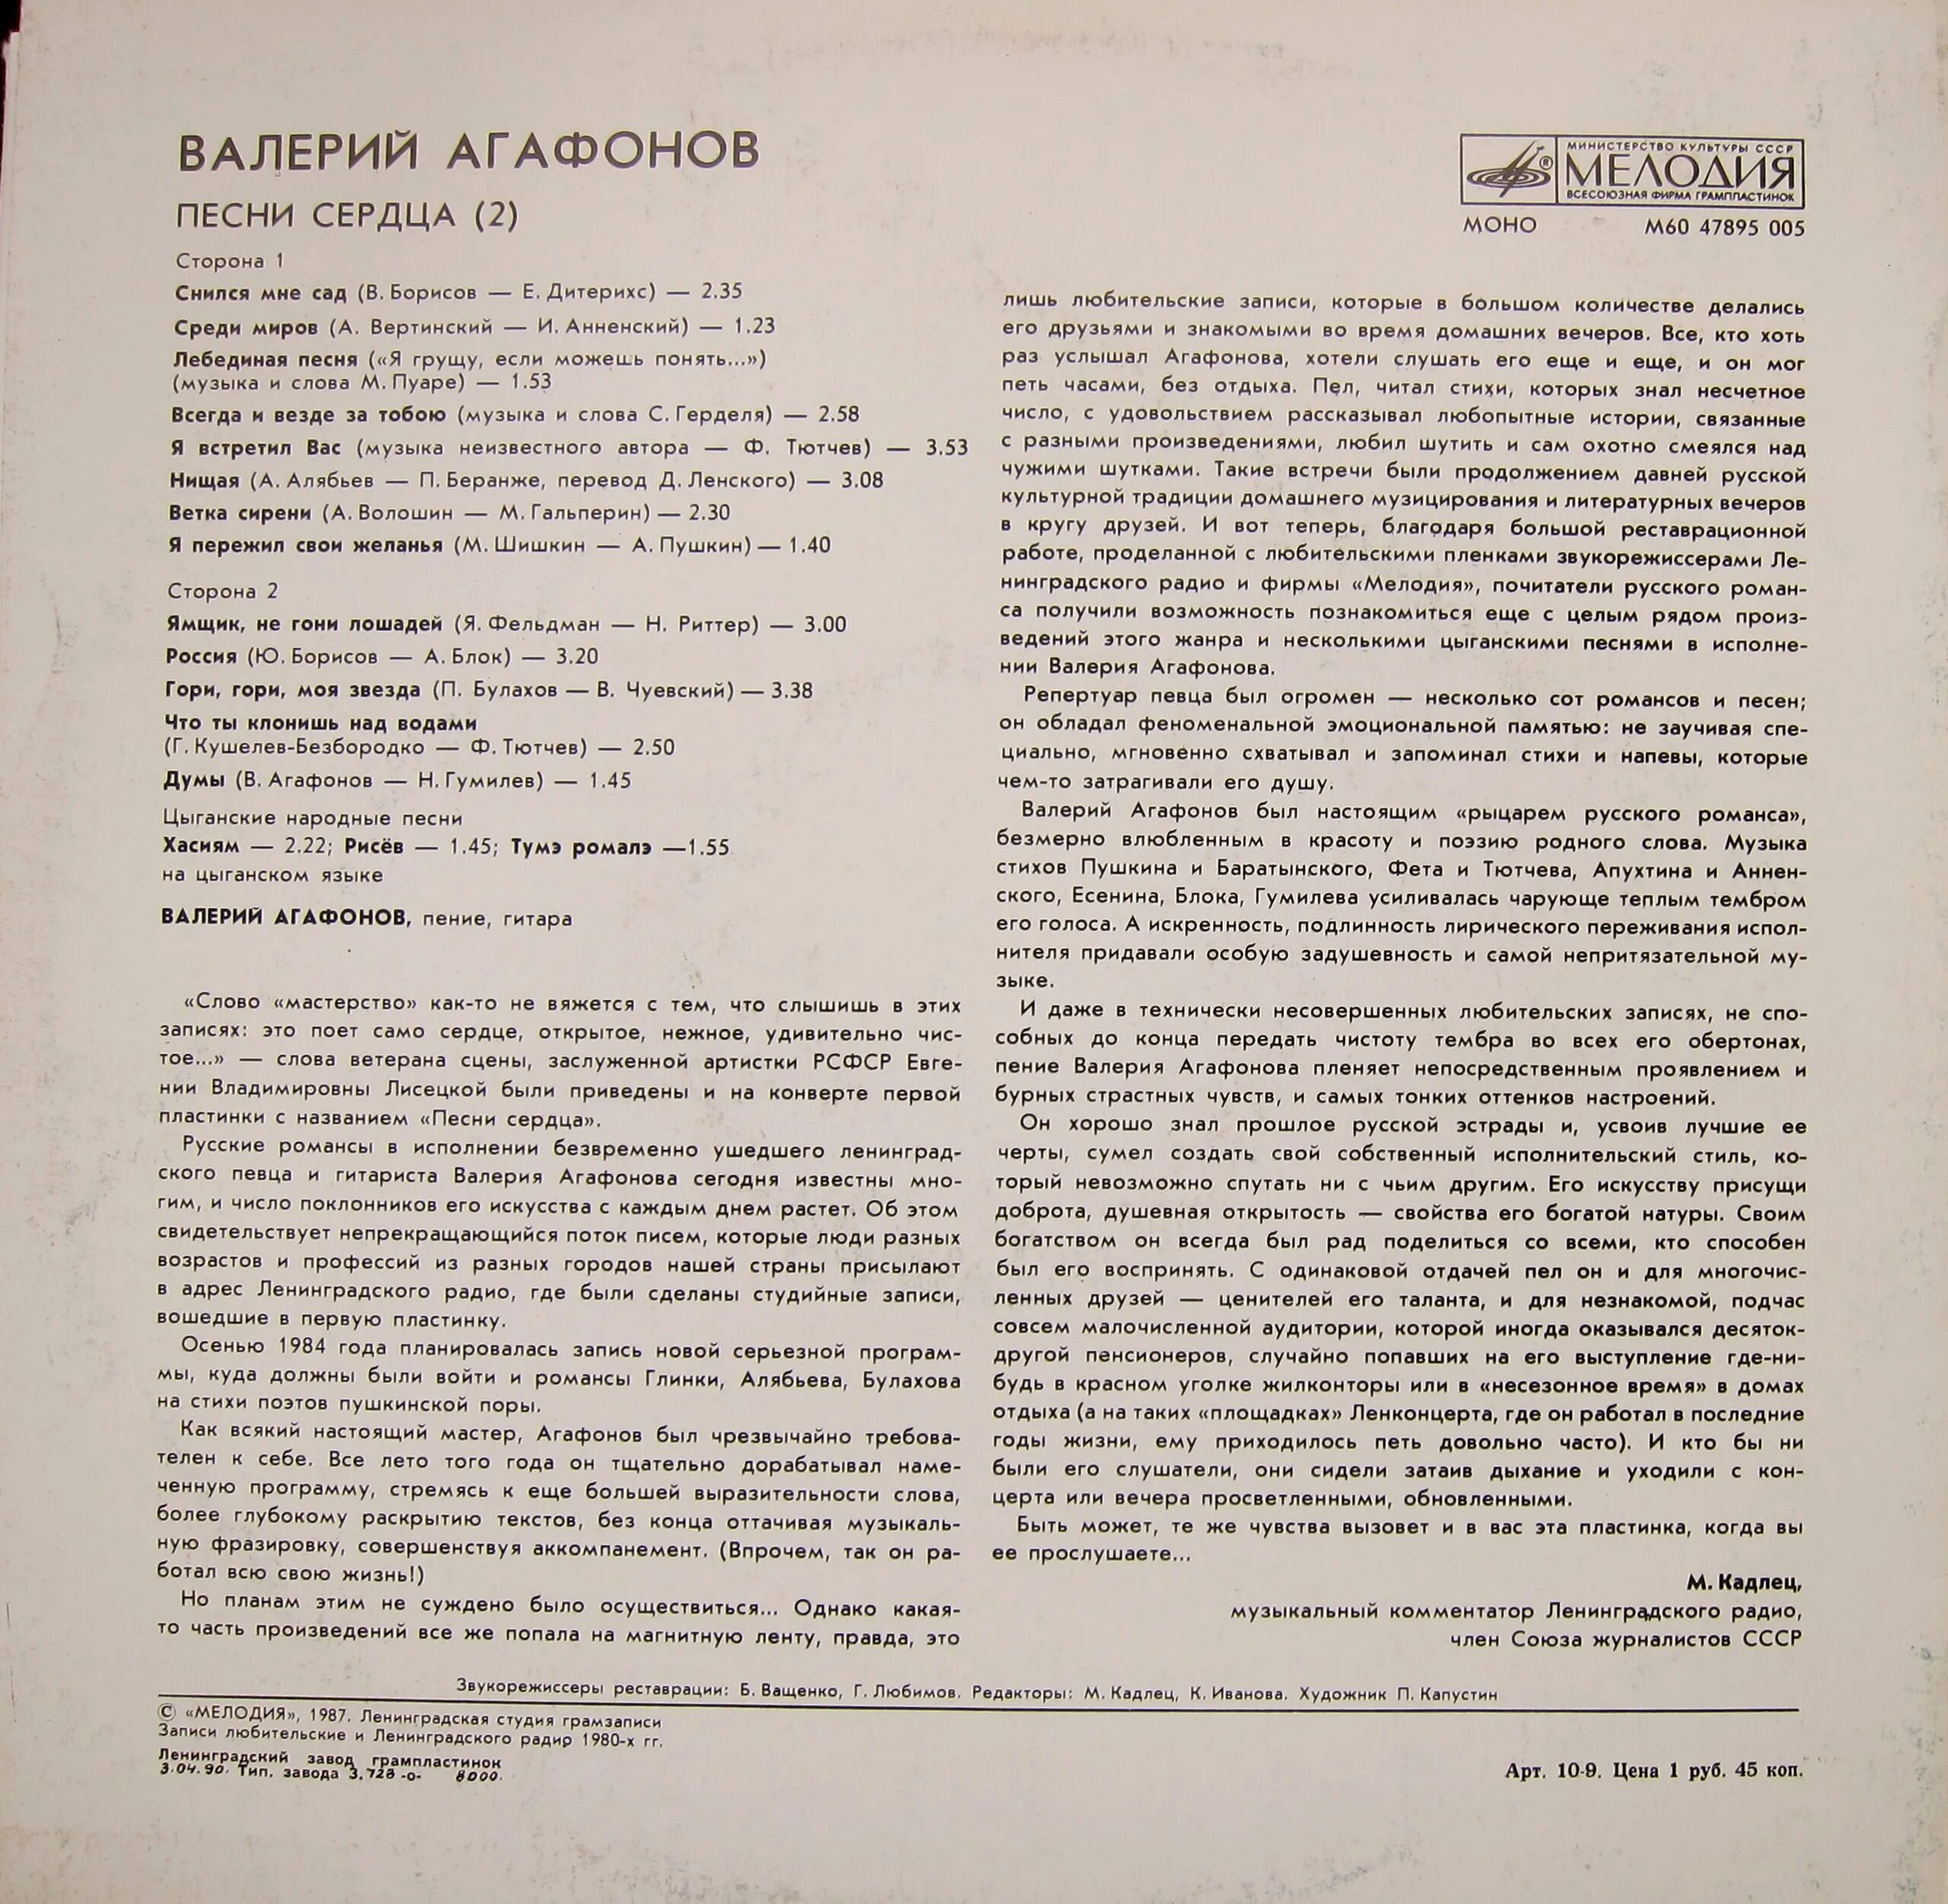 ВАЛЕРИЙ АГАФОНОВ
ПЕСНИ СЕРДЦА (2)
МИНИСТЕРСТВО КУЛЬТУРЫ СССР
МЕЛОДИЯ
ВСЕСОЮЗНАЯ ФИРМА ГРАМПЛАСТИНОК
®
МОНО М60 47895 005
Сторона 1
Снился мне сад (В. Борисов — Е. Дитерихс) — 2.35
Среди миров (А. Вертинский — И. Анненский) — 1.23
Лебединая песня («Я грущу, если можешь понять...»)
(музыка и слова М. Пуаре) — 1.53
Всегда и везде за тобою (музыка и слова С. Герделя) — 2.58
Я встретил Вас (музыка неизвестного автора — Ф. Тютчев) — 3.53
Нищая (А. Алябьев — П. Беранже, перевод Д. Ленского) — 3.08
Ветка сирени (А. Волошин — М. Гальперин) — 2.30
Я пережил свои желанья (М. Шишкин — А. Пушкин) — 1.40
Сторона 2
Ямщик, не гони лошадей (Я. Фельдман — Н. Риттер) — 3.00
Россия (Ю. Борисов — А. Блок) — 3.20
Гори, гори, моя звезда (П. Булахов — В. Чуевский) — 3.38
Что ты клонишь над водами
(Г. Кушелев-Безбородко — Ф. Тютчев) — 2.50
Думы (В. Агафонов — Н. Гумилев) — 1.45
Цыганские народные песни
Хасиям — 2.22; Рисёв — 1.45; Тумэ ромалэ —1.55
на цыганском языке
ВАЛЕРИЙ АГАФОНОВ, пение, гитара
«Слово «мастерство» как-то не вяжется с тем, что слышишь в этих
записях: это поет само сердце, открытое, нежное, удивительно чис-
тое...» — слова ветерана сцены, заслуженной артистки РСФСР Евге-
нии Владимировны Лисецкой были приведены и на конверте первой
пластинки с названием «Песни сердца».
Русские романсы в исполнении безвременно ушедшего ленинград-
ского певца и гитариста Валерия Агафонова сегодня известны мно-
гим, и число поклонников его искусства с каждым днем растет. Об этом
свидетельствует непрекращающийся поток писем, которые люди разных
возрастов и профессий из разных городов нашей страны присылают
в адрес Ленинградского радио, где были сделаны студийные записи,
вошедшие в первую пластинку.
Осенью 1984 года планировалась запись новой серьезной програм-
мы, куда должны были войти и романсы Глинки, Алябьева, Булахова
на стихи поэтов пушкинской поры.
Как всякий настоящий мастер, Агафонов был чрезвычайно требова-
телен к себе. Все лето того года он тщательно дорабатывал наме-
ченную программу, стремясь к еще большей выразительности слова,
более глубокому раскрытию текстов, без конца оттачивая музыкаль-
ную фразировку, совершенствуя аккомпанемент. (Впрочем, так он ра-
ботал всю свою жизнь!)
Но планам этим не суждено было осуществиться... Однако какая-
то часть произведений все же попала на магнитную ленту, правда, это
лишь любительские записи, которые в большом количестве делались
его друзьями и знакомыми во время домашних вечеров. Все, кто хоть
раз услышал Агафонова, хотели слушать его еще и еще, и он мог
петь часами, без отдыха. Пел, читал стихи, которых знал несчетное
число, с удовольствием рассказывал любопытные истории, связанные
с разными произведениями, любил шутить и сам охотно смеялся над
чужими шутками. Такие встречи были продолжением давней русской
культурной традиции домашнего музицирования и литературных вечеров
в кругу друзей. И вот теперь, благодаря большой реставрационной
работе, проделанной с любительскими пленками звукорежиссерами Ле-
нинградского радио и фирмы «Мелодия», почитатели русского роман-
са получили возможность познакомиться еще с целым рядом произ-
ведений этого жанра и несколькими цыганскими песнями в исполне-
нии Валерия Агафонова.
Репертуар певца был огромен — несколько сот романсов и песен;
он обладал феноменальной эмоциональной памятью: не заучивая спе-
циально, мгновенно схватывал и запоминал стихи и напевы, которые
чем-то затрагивали его душу.
Валерий Агафонов был настоящим «рыцарем русского романса»,
безмерно влюбленным в красоту и поэзию родного слова. Музыка
стихов Пушкина и Баратынского, Фета и Тютчева, Апухтина и Аннен-
ского, Есенина, Блока, Гумилева усиливалась чарующе теплым тембром
его голоса. А искренность, подлинность лирического переживания испол-
нителя придавали особую задушевность и самой непритязательной му-
зыке.
И даже в технически несовершенных любительских записях, не спо-
собных до конца передать чистоту тембра во всех его обертонах,
пение Валерия Агафонова пленяет непосредственным проявлением и
бурных страстных чувств, и самых тонких оттенков настроений.
Он хорошо знал прошлое русской эстрады и, усвоив лучшие ее
черты, сумел создать свой собственный исполнительский стиль, ко-
торый невозможно спутать ни с чьим другим. Его искусству присущи
доброта, душевная открытость — свойства его богатой натуры. Своим
богатством он всегда был рад поделиться со всеми, кто способен
был его воспринять. С одинаковой отдачей пел он и для многочис-
ленных друзей — ценителей его таланта, и для незнакомой, подчас
совсем малочисленной аудитории, которой иногда оказывался десяток-
другой пенсионеров, случайно попавших на его выступление где-ни-
будь в красном уголке жилконторы или в «несезонное время» в домах
отдыха (а на таких «площадках» Ленконцерта, где он работал в последние
годы жизни, ему приходилось петь довольно часто). И кто бы ни
были его слушатели, они сидели затаив дыхание и уходили с кон-
церта или вечера просветленными, обновленными.
Быть может, те же чувства вызовет и в вас эта пластинка, когда вы
ее прослушаете...
М. Кадлец,
музыкальный комментатор Ленинградского радио,
член Союза журналистов СССР
Звукорежиссеры реставрации: Б. Ващенко, Г. Любимов. Редакторы: М. Кадлец, К. Иванова. Художник П. Капустин
© «МЕЛОДИЯ», 1987. Ленинградская студия грамзаписи
Записи любительские и Ленинградского радио 1980-х гг.
Ленинградский завод грампластинок
3.04.90. Тип. завода З. 728 -о- 8000.
Арт. 10-9. Цена 1 руб. 45 коп.